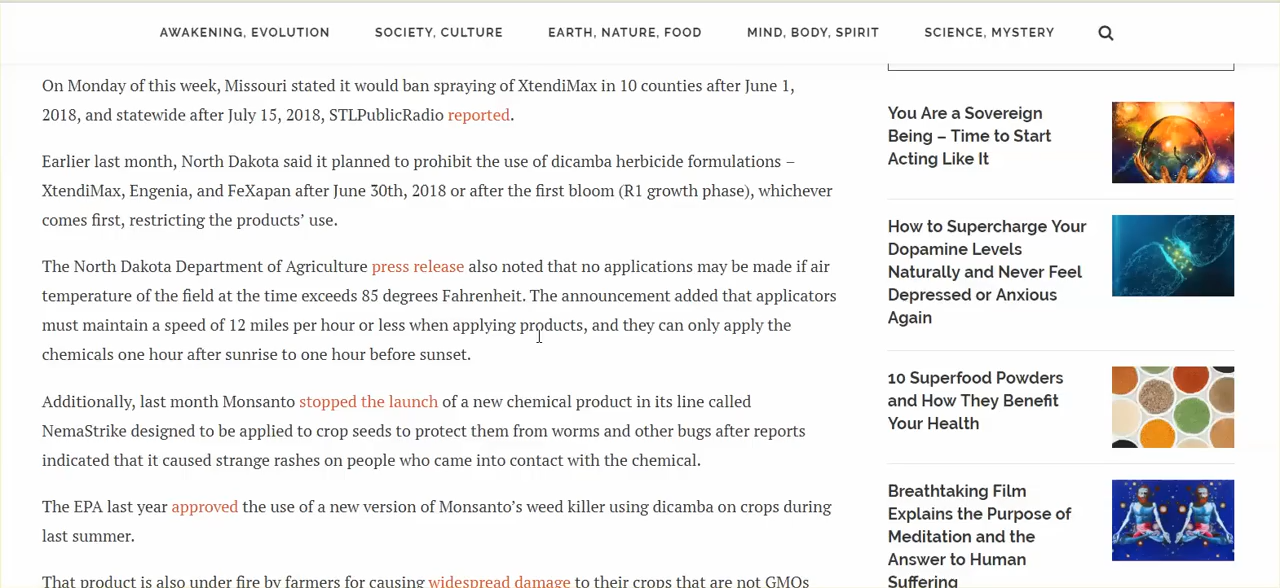 AWAKENING, EVOLUTION SOCIETY, CULTURE EARTH, NATURE, FOOD MIND, BODY, SPIRIT SCIENCE, MYSTERY
On Monday of this week, Missouri stated it would ban spraying of XtendiMax in 10 counties after June 1,
2018, and statewide after July 15, 2018, STLPublicRadio reported.
Earlier last month, North Dakota said it planned to prohibit the use of dicamba herbicide formulations –
XtendiMax, Engenia, and FeXapan after June 30th, 2018 or after the first bloom (R1 growth phase), whichever
comes first, restricting the products’ use.
The North Dakota Department of Agriculture press release also noted that no applications may be made if air
temperature of the field at the time exceeds 85 degrees Fahrenheit. The announcement added that applicators
must maintain a speed of 12 miles per hour or less when applying products, and they can only apply the
chemicals one hour after sunrise to one hour before sunset.
Additionally, last month Monsanto stopped the launch of a new chemical product in its line called
NemaStrike designed to be applied to crop seeds to protect them from worms and other bugs after reports
indicated that it caused strange rashes on people who came into contact with the chemical.
The EPA last year approved the use of a new version of Monsanto’s weed killer using dicamba on crops during
last summer.
That product is also under fire by farmers for causing widespread damage to their crops that are not GMOs
You Are a Sovereign
Being – Time to Start
Acting Like It
How to Supercharge Your
Dopamine Levels
Naturally and Never Feel
Depressed or Anxious
Again
10 Superfood Powders
and How They Benefit
Your Health
Breathtaking Film
Explains the Purpose of
Meditation and the
Answer to Human
Suffering